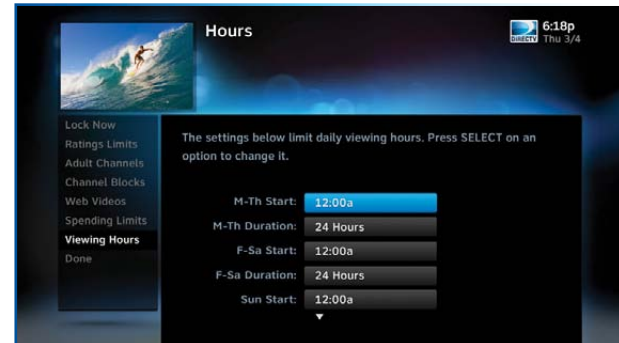 Hours
6:18p
DIRECTV Thu 3/4
Lock Now
Ratings Limits
Adult Channels
Channel Blocks
Web Videos
Spending Limits
Viewing Hours
Done
The settings below limit daily viewing hours. Press SELECT on an
option to change it.
M-Th Start: 12:00a
M-Th Duration: 24 Hours
F-Sa Start: 12:00a
F-Sa Duration: 24 Hours
Sun Start: 12:00a